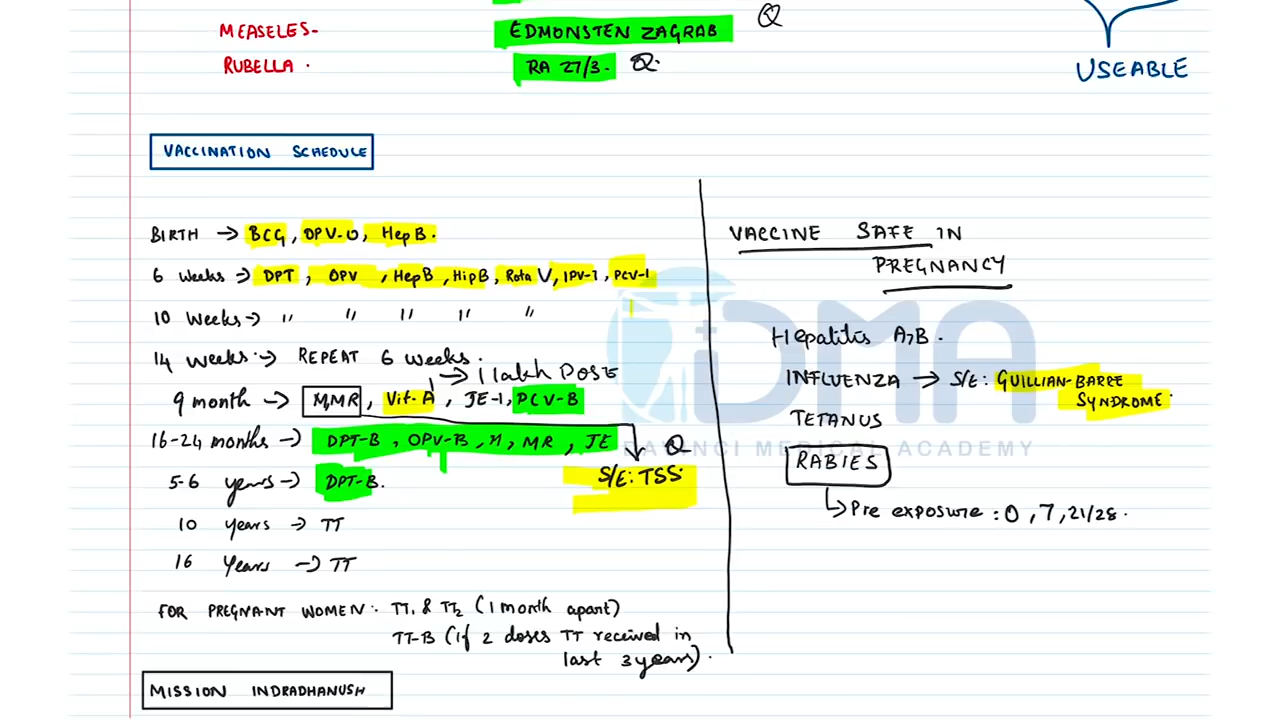 MEASELES- EDMONSTEN ZAGRAB Q
RUBELLA. RA 27/3. Q.
USEABLE
VACCINATION SCHEDULE
BIRTH → BCG, OPV-0, HepB.
6 weeks → DPT, OPV, HepB, HipB, Rota V, IPV-1, PCV-1
10 weeks → " " " " "
14 weeks → REPEAT 6 weeks.
→ 1 lakh DOSE
9 month → MMR, Vit-A, JE-1, PCV-B
16-24 months → DPT-B, OPV-B, M, MR, JE Q
S/E: TSS.
5-6 years → DPT-B.
10 years → TT
16 Years → TT
FOR PREGNANT WOMEN: TT1 & TT2 (1 month apart)
TT-B (if 2 doses TT received in
last 3 years).
MISSION INDRADHANUSH
VACCINE SAFE IN
PREGNANCY
Hepatitis A,B.
INFLUENZA → S/E: GUILLIAN-BARRE
SYNDROME.
TETANUS
RABIES
Pre exposure: 0, 7, 21/28.
DMA
DAVINCI MEDICAL ACADEMY